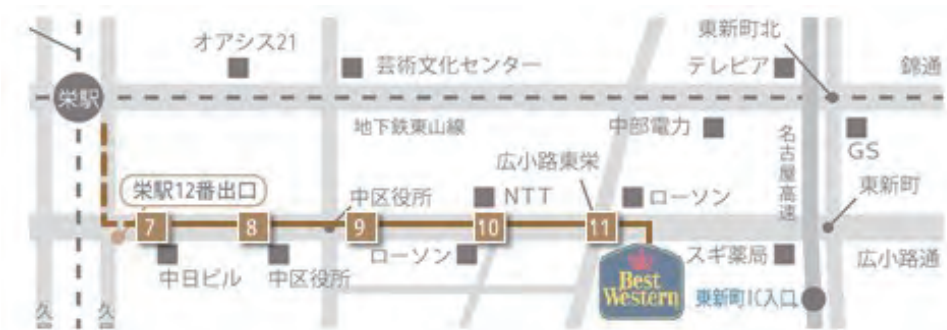 東新町北
オアシス21
芸術文化センター
テレピア
錦通
栄駅
地下鉄東山線
中部電力
名古屋高速
GS
広小路東栄
栄駅12番出口
中区役所
NTT
ローソン
東新町
7
8
9
10
11
中日ビル
中区役所
ローソン
スギ薬局
広小路通
Best
Western
東新町IC入口
久
久